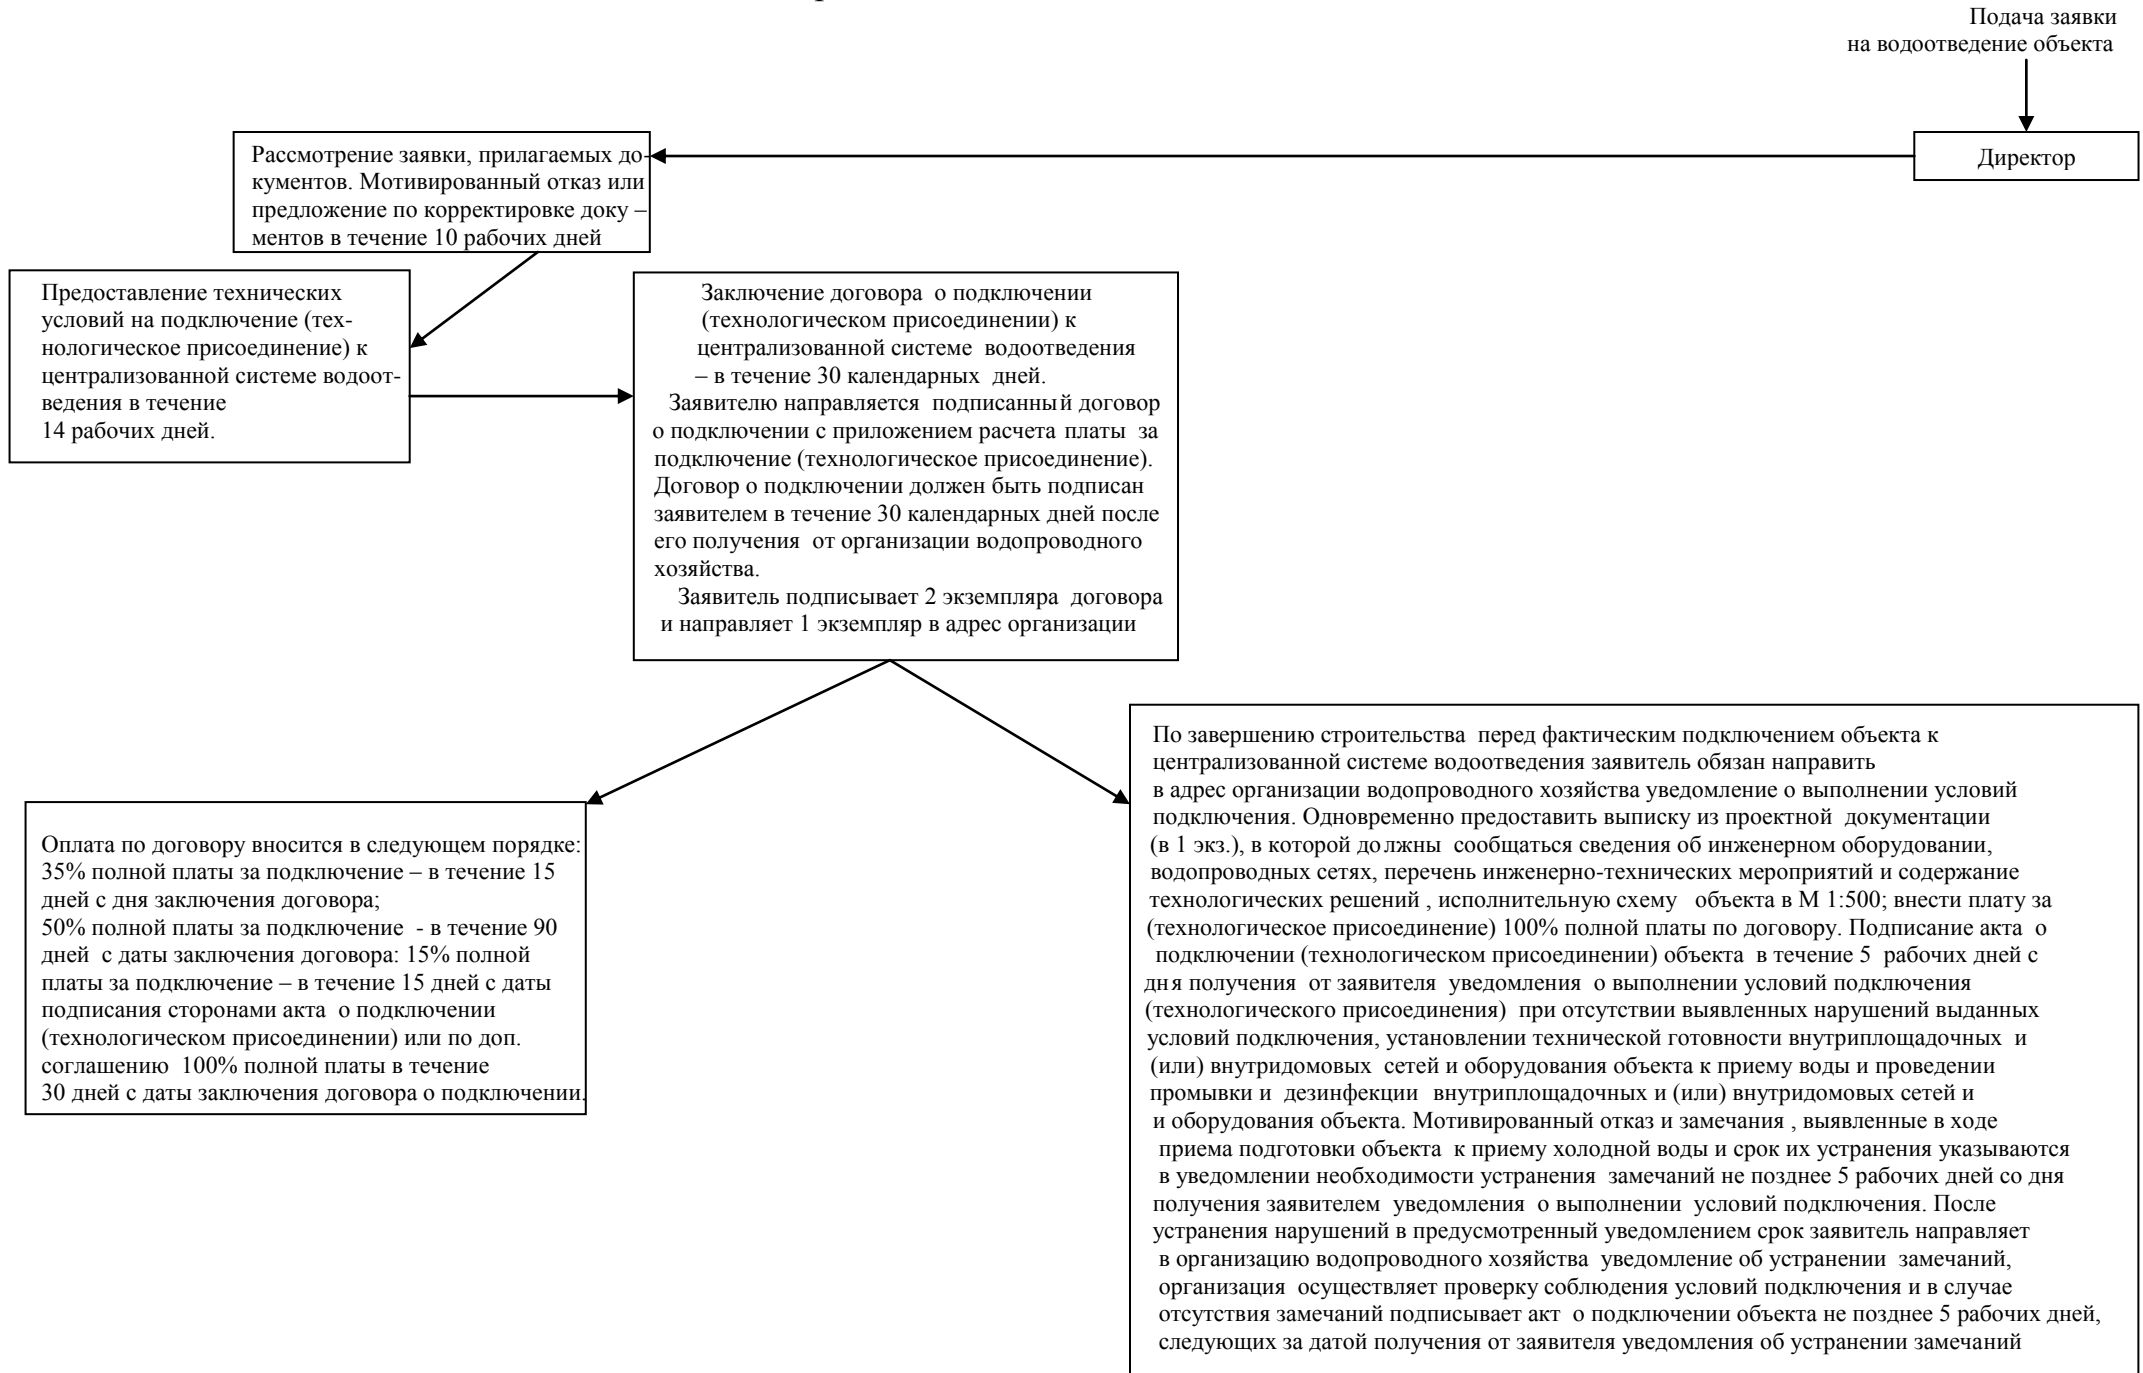 Подача заявки
на водоотведение объекта
Директор
Рассмотрение заявки, прилагаемых до-
кументов. Мотивированный отказ или
предложение по корректировке доку –
ментов в течение 10 рабочих дней
Предоставление технических
условий на подключение (тех-
нологическое присоединение) к
централизованной системе водоот-
ведения в течение
14 рабочих дней.
Заключение договора о подключении
(технологическом присоединении) к
централизованной системе водоотведения
– в течение 30 календарных дней.
Заявителю направляется подписанный договор
о подключении с приложением расчета платы за
подключение (технологическое присоединение).
Договор о подключении должен быть подписан
заявителем в течение 30 календарных дней после
его получения от организации водопроводного
хозяйства.
Заявитель подписывает 2 экземпляра договора
и направляет 1 экземпляр в адрес организации
Оплата по договору вносится в следующем порядке:
35% полной платы за подключение – в течение 15
дней с дня заключения договора;
50% полной платы за подключение - в течение 90
дней с даты заключения договора: 15% полной
платы за подключение – в течение 15 дней с даты
подписания сторонами акта о подключении
(технологическом присоединении) или по доп.
соглашению 100% полной платы в течение
30 дней с даты заключения договора о подключении.
По завершению строительства перед фактическим подключением объекта к
централизованной системе водоотведения заявитель обязан направить
в адрес организации водопроводного хозяйства уведомление о выполнении условий
подключения. Одновременно предоставить выписку из проектной документации
(в 1 экз.), в которой должны сообщаться сведения об инженерном оборудовании,
водопроводных сетях, перечень инженерно-технических мероприятий и содержание
технологических решений , исполнительную схему объекта в М 1:500; внести плату за
(технологическое присоединение) 100% полной платы по договору. Подписание акта о
подключении (технологическом присоединении) объекта в течение 5 рабочих дней с
дня получения от заявителя уведомления о выполнении условий подключения
(технологического присоединения) при отсутствии выявленных нарушений выданных
условий подключения, установлении технической готовности внутриплощадочных и
(или) внутридомовых сетей и оборудования объекта к приему воды и проведении
промывки и дезинфекции внутриплощадочных и (или) внутридомовых сетей и
и оборудования объекта. Мотивированный отказ и замечания , выявленные в ходе
приема подготовки объекта к приему холодной воды и срок их устранения указываются
в уведомлении необходимости устранения замечаний не позднее 5 рабочих дней со дня
получения заявителем уведомления о выполнении условий подключения. После
устранения нарушений в предусмотренный уведомлением срок заявитель направляет
в организацию водопроводного хозяйства уведомление об устранении замечаний,
организация осуществляет проверку соблюдения условий подключения и в случае
отсутствия замечаний подписывает акт о подключении объекта не позднее 5 рабочих дней,
следующих за датой получения от заявителя уведомления об устранении замечаний